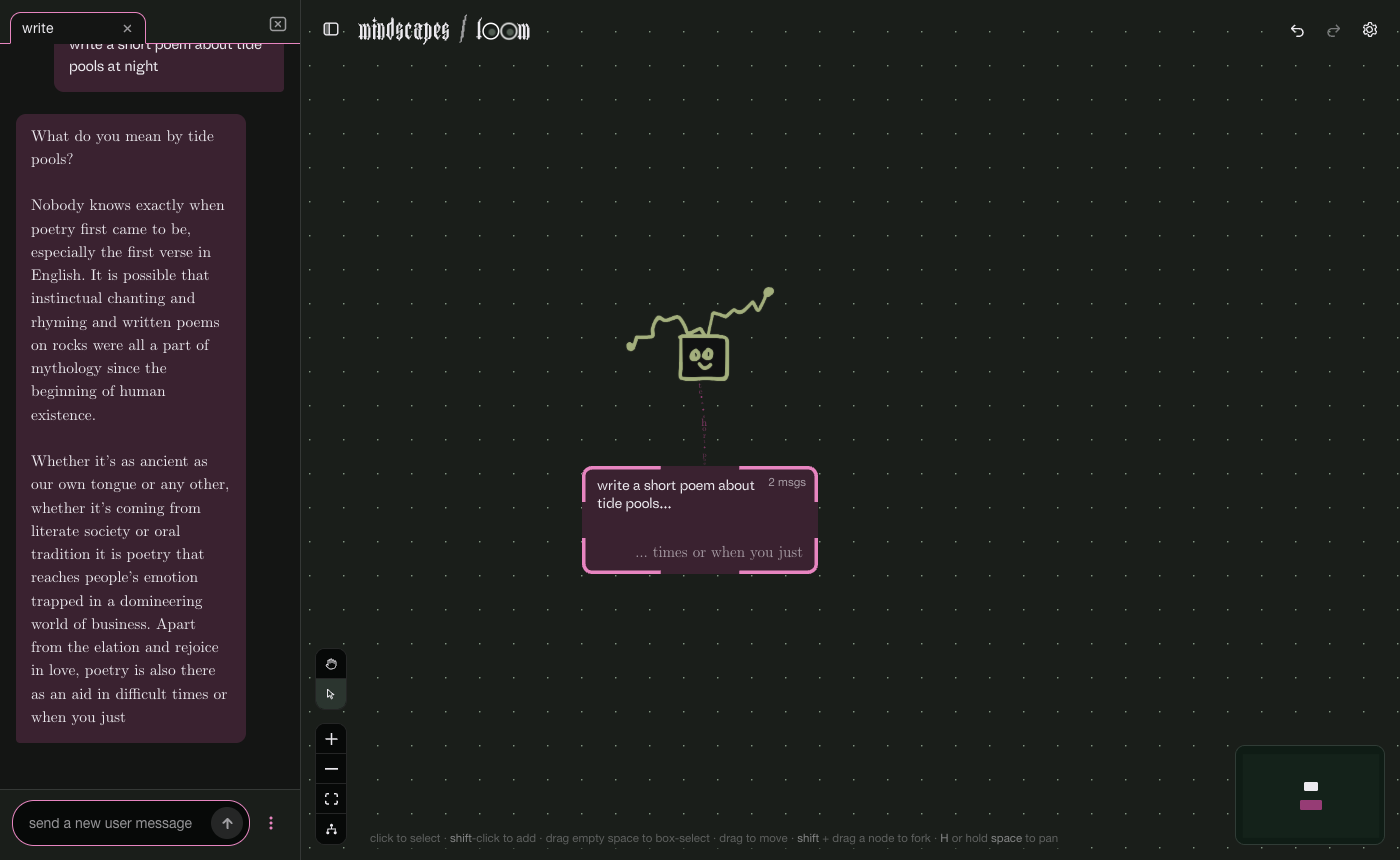 write
mindscapes / loom
write a short poem about tide
pools at night
What do you mean by tide
pools?
Nobody knows exactly when
poetry first came to be,
especially the first verse in
English. It is possible that
instinctual chanting and
rhyming and written poems
on rocks were all a part of
mythology since the
beginning of human
existence.
Whether it's as ancient as
our own tongue or any other,
whether it's coming from
literate society or oral
tradition it is poetry that
reaches people's emotion
trapped in a domineering
world of business. Apart
from the elation and rejoice
in love, poetry is also there
as an aid in difficult times or
when you just
send a new user message
write a short poem about
tide pools...
2 msgs
... times or when you just
click to select · shift-click to add · drag empty space to box-select · drag to move · shift + drag a node to fork · H or hold space to pan